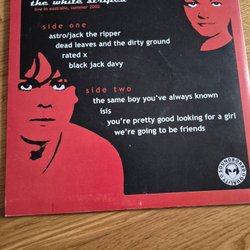 the white stripes
live in australia, summer 2002
side one
astro/jack the ripper
dead leaves and the dirty ground
rated x
black jack davy
side two
the same boy you've always known
isis
you're pretty good looking for a girl
we're going to be friends